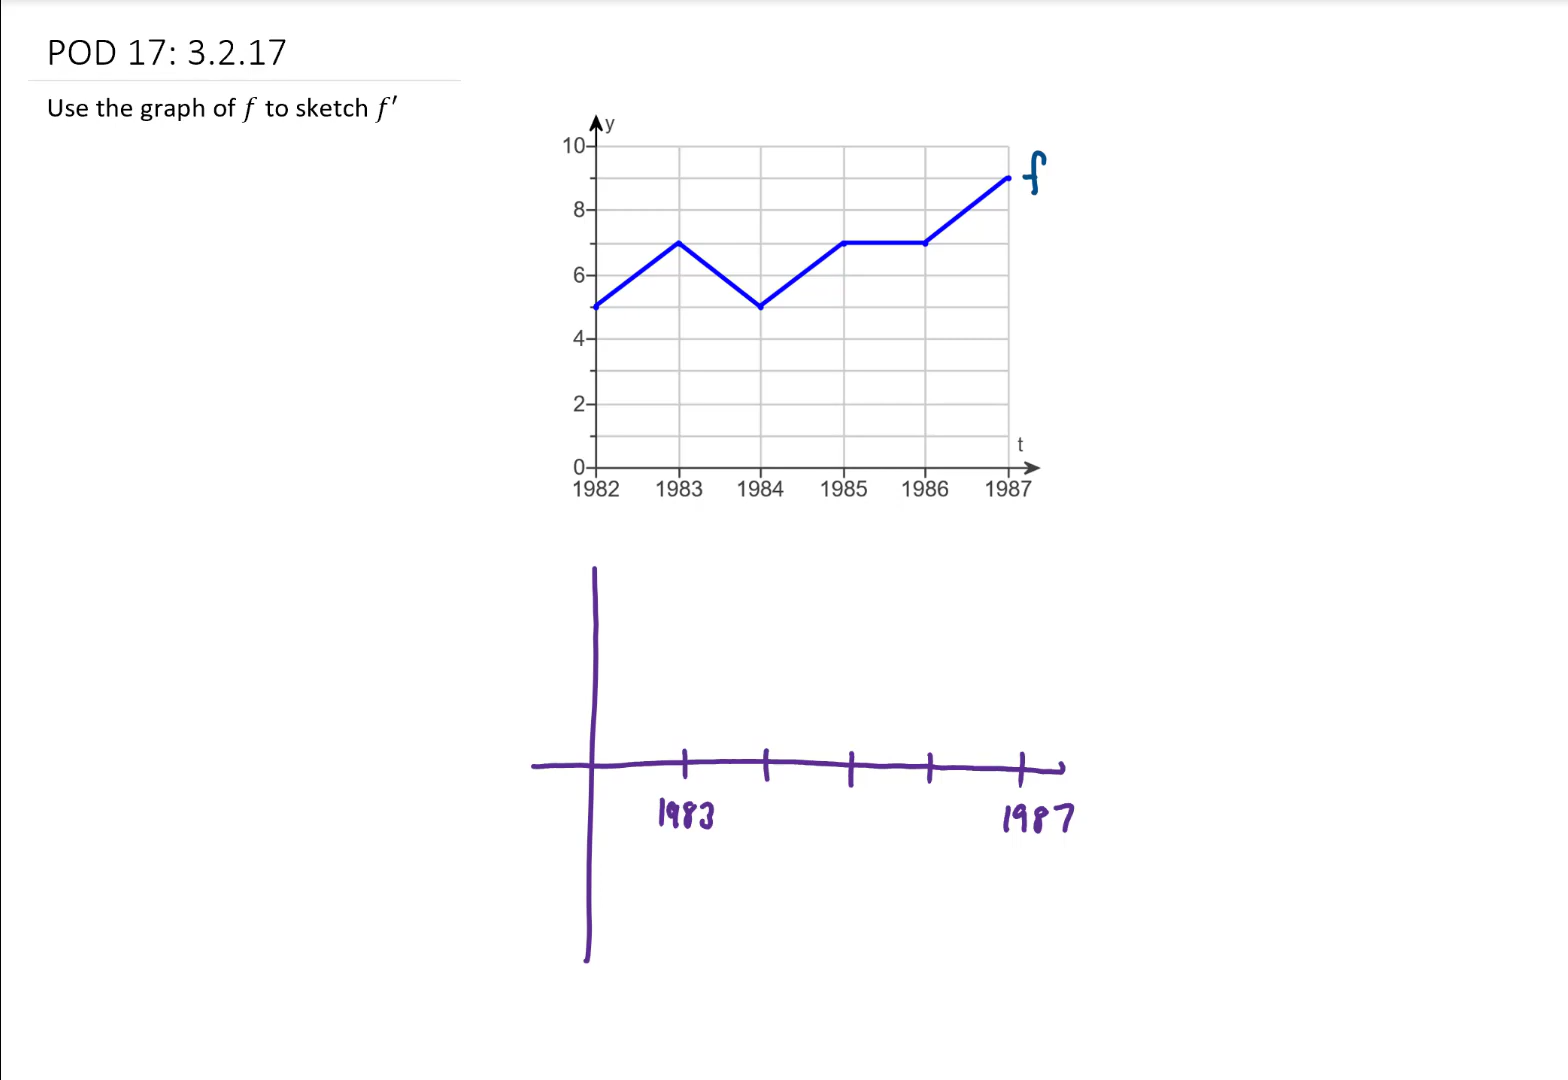 POD 17: 3.2.17
Use the graph of f to sketch f′
y
10
f
8
6
4
2
t
0
1982 1983 1984 1985 1986 1987
1983 1987